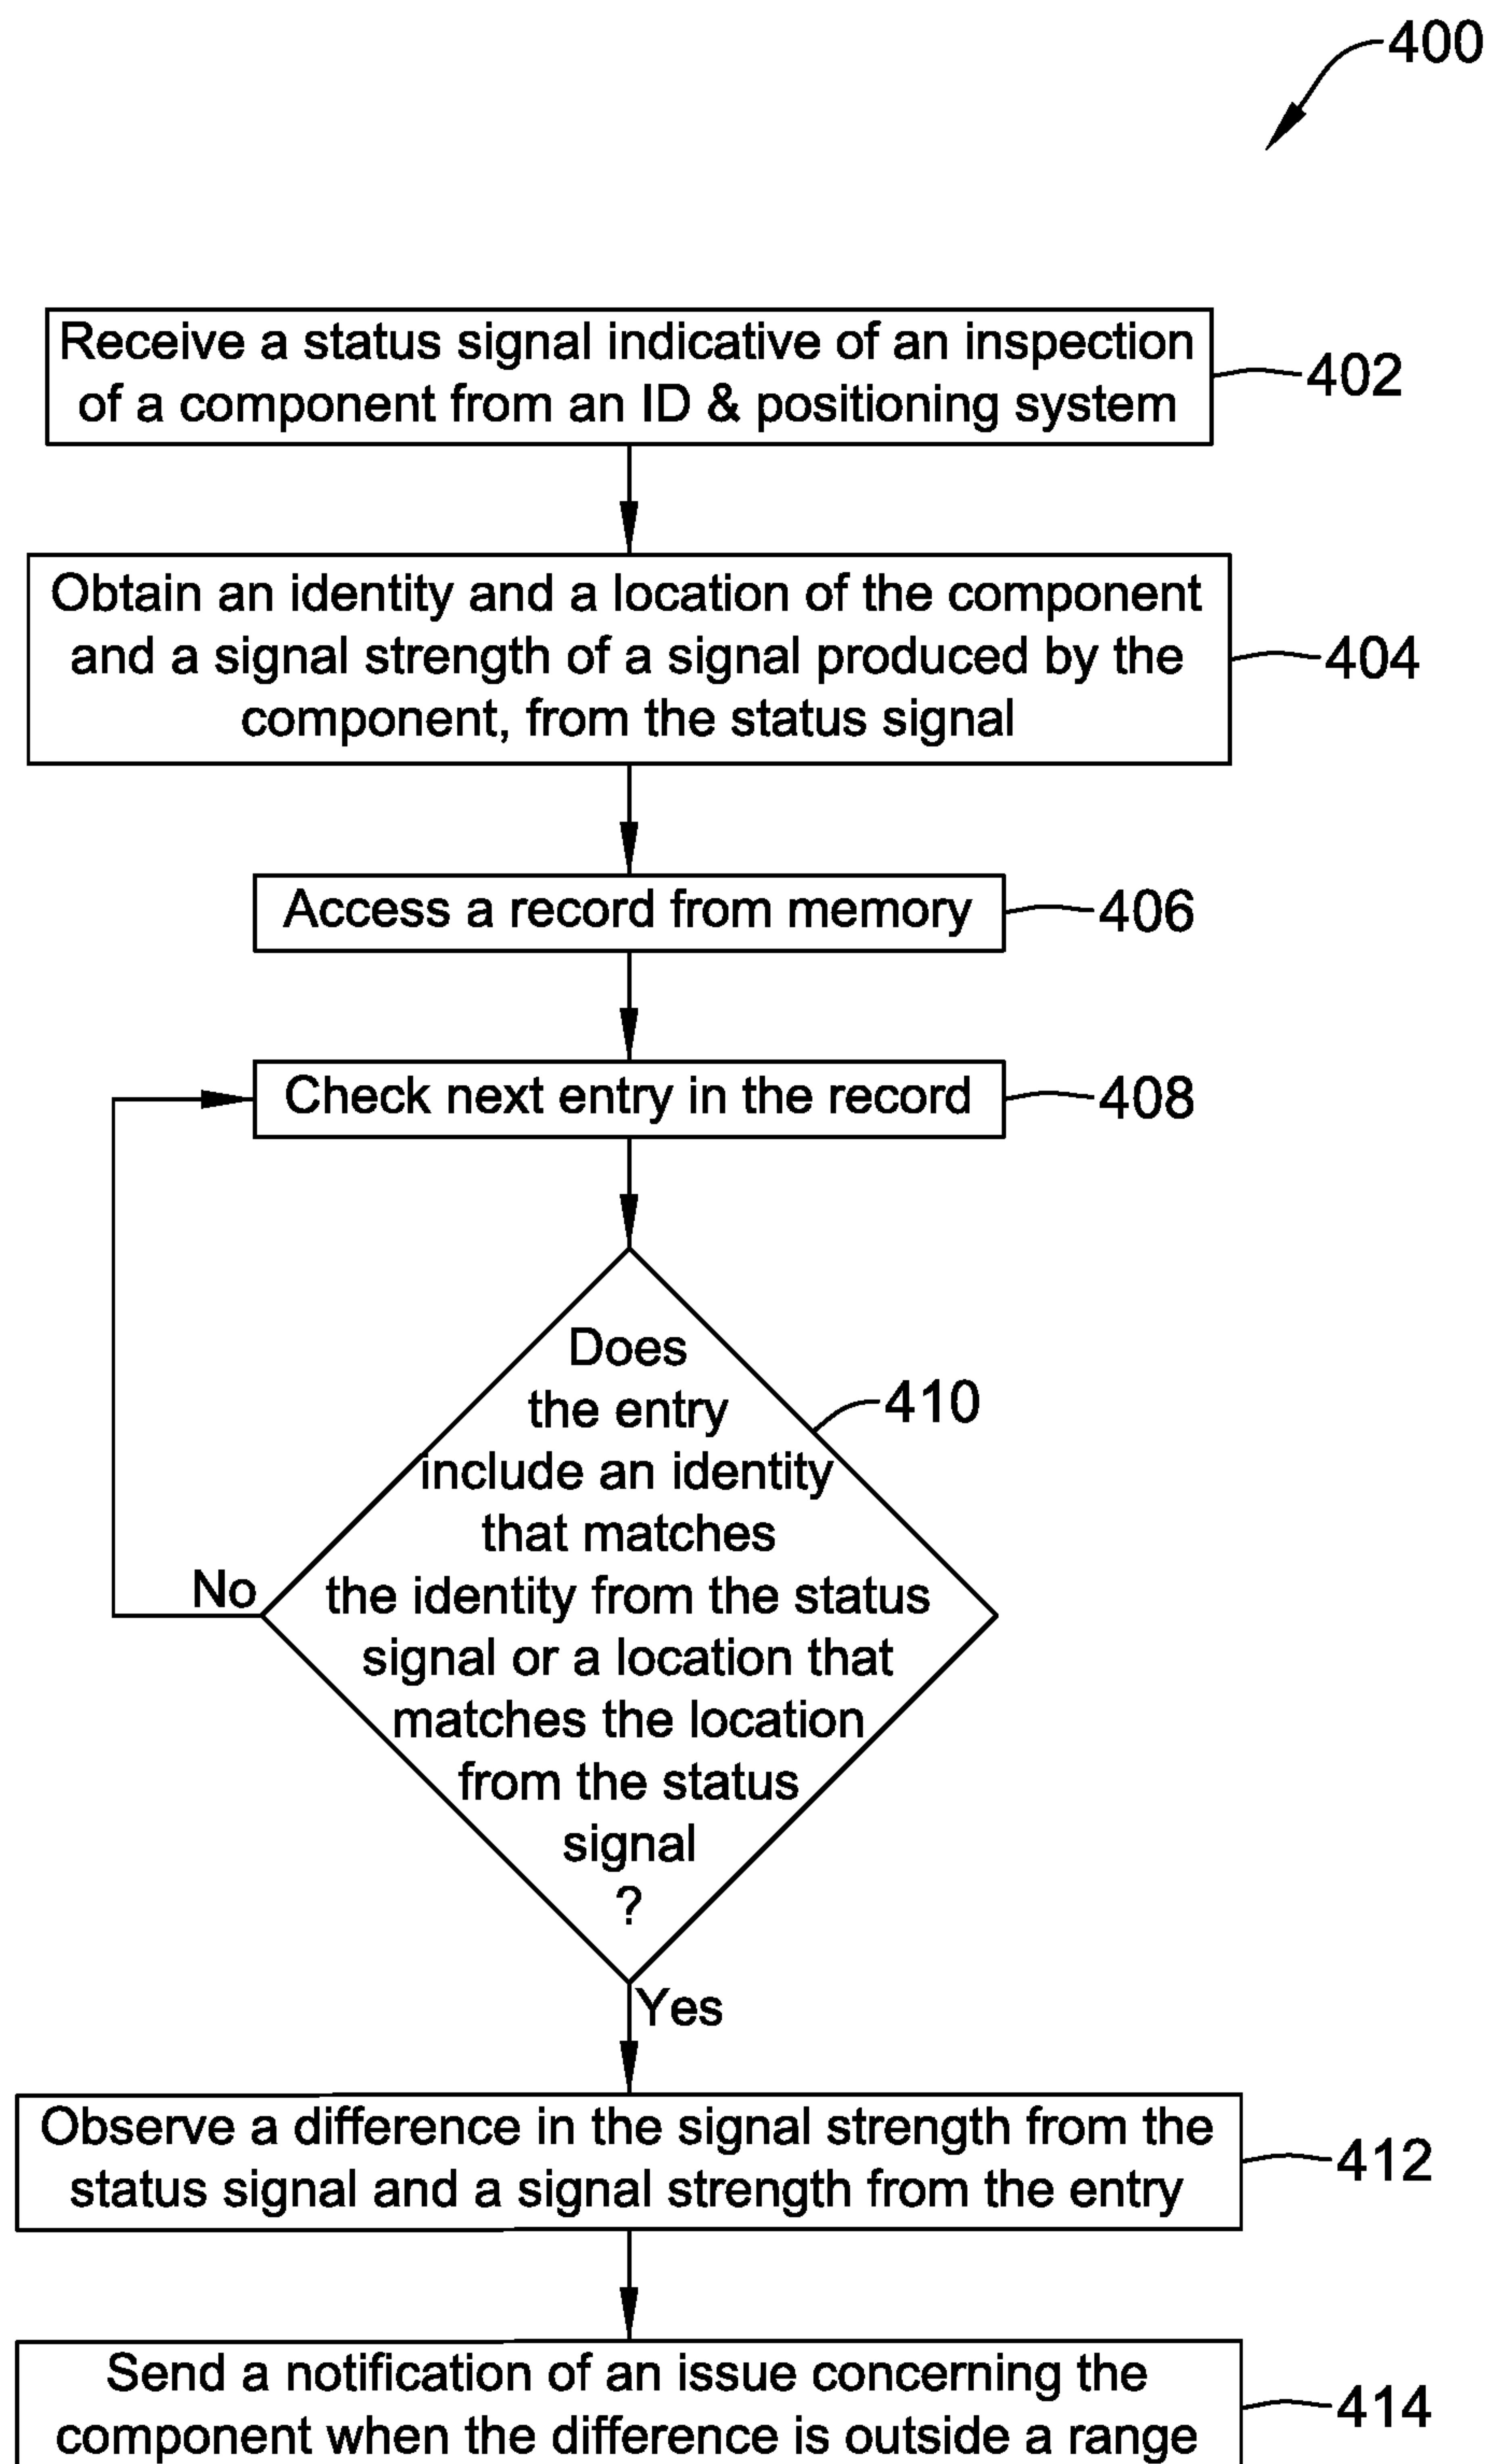 400
Receive a status signal indicative of an inspection
of a component from an ID & positioning system
402
Obtain an identity and a location of the component
and a signal strength of a signal produced by the
component, from the status signal
404
Access a record from memory
406
Check next entry in the record
408
Does
the entry
include an identity
that matches
the identity from the status
signal or a location that
matches the location
from the status
signal
?
410
No
Yes
Observe a difference in the signal strength from the
status signal and a signal strength from the entry
412
Send a notification of an issue concerning the
component when the difference is outside a range
414